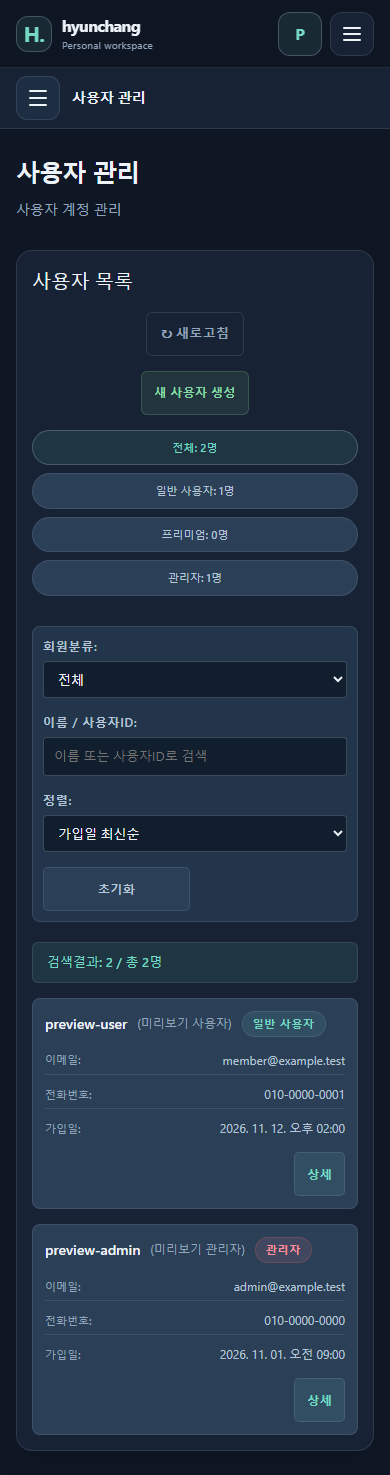 H. hyunchang
Personal workspace
P
사용자 관리
사용자 관리
사용자 계정 관리
사용자 목록
↻ 새로고침
새 사용자 생성
전체: 2명
일반 사용자: 1명
프리미엄: 0명
관리자: 1명
회원분류:
전체
이름 / 사용자ID:
이름 또는 사용자ID로 검색
정렬:
가입일 최신순
초기화
검색결과: 2 / 총 2명
preview-user (미리보기 사용자) 일반 사용자
이메일: member@example.test
전화번호: 010-0000-0001
가입일: 2026. 11. 12. 오후 02:00
상세
preview-admin (미리보기 관리자) 관리자
이메일: admin@example.test
전화번호: 010-0000-0000
가입일: 2026. 11. 01. 오전 09:00
상세